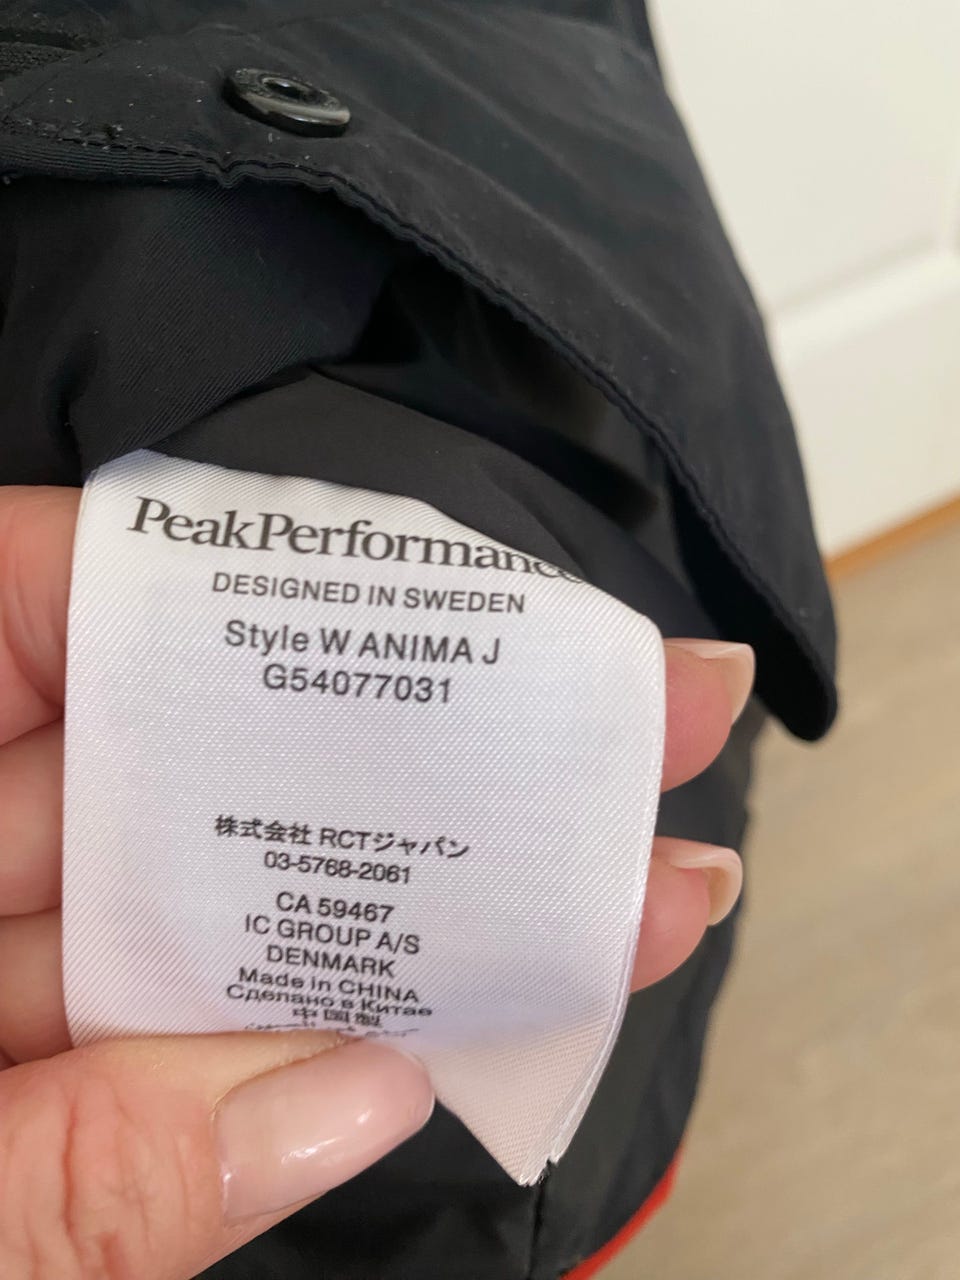 PeakPerformance
DESIGNED IN SWEDEN
Style W ANIMA J
G54077031
株式会社 RCTジャパン
03-5768-2061
CA 59467
IC GROUP A/S
DENMARK
Made in CHINA
Сделано в Китае
中国製